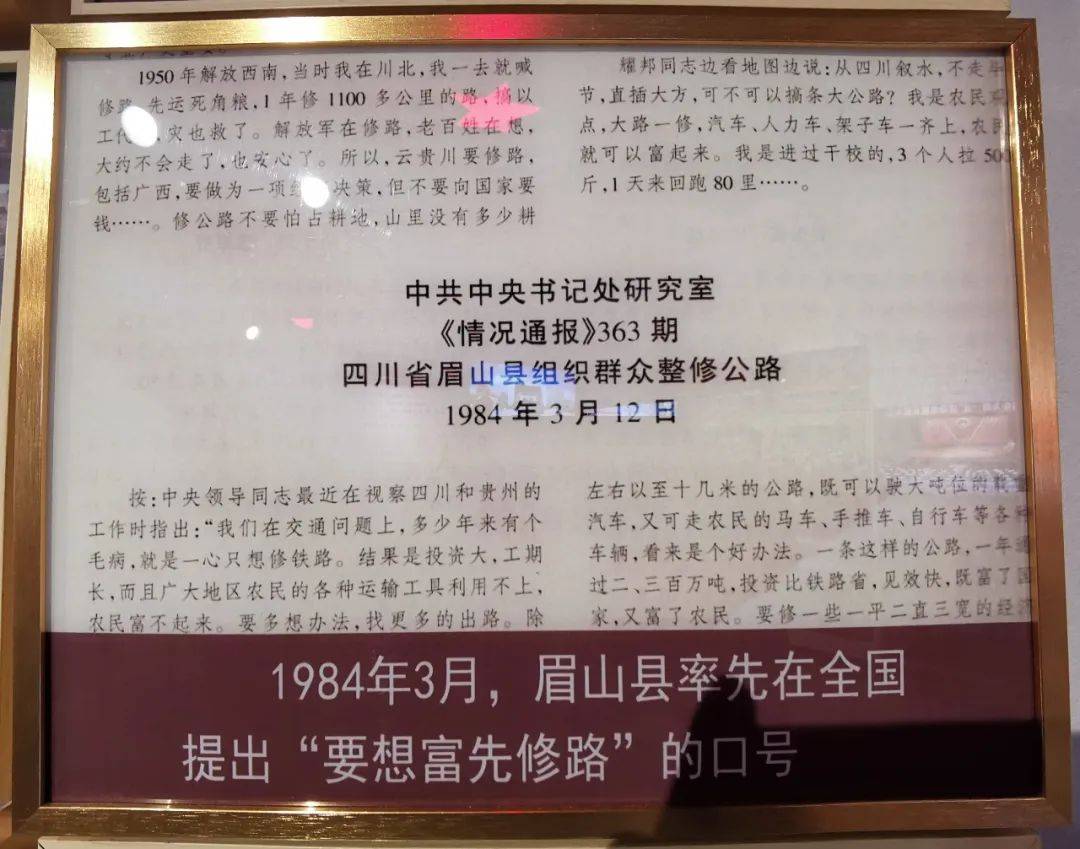 1950年解放西南，当时我在川北，我一去就喊
修路，先运死角粮，1年修1100多公里的路，搞以
工代，灾也救了。解放军在修路，老百姓在想，
大约不会走了，也安心了。所以，云贵川要修路，
包括广西，要做为一项决策，但不要向国家要
钱……。修公路不要怕占耕地，山里没有多少耕
耀邦同志边看地图边说：从四川叙水，不走毕
节，直插大方，可不可以搞条大公路？我是农民观
点，大路一修，汽车、人力车、架子车一齐上，农民
就可以富起来。我是进过干校的，3个人拉500
斤，1天来回跑80里……。
中共中央书记处研究室
《情况通报》363期
四川省眉山县组织群众整修公路
1984年3月12日
按：中央领导同志最近在视察四川和贵州的
工作时指出：“我们在交通问题上，多少年来有个
毛病，就是一心只想修铁路。结果是投资大，工期
长，而且广大地区农民的各种运输工具利用不上，
农民富不起来。要多想办法，找更多的出路。除
左右以至十几米的公路，既可以驶大吨位的载重
汽车，又可走农民的马车、手推车、自行车等各种
车辆，看来是个好办法。一条这样的公路，一年通
过二、三百万吨，投资比铁路省，见效快，既富了国
家，又富了农民。要修一些一平二直三宽的经济
1984年3月，眉山县率先在全国
提出“要想富先修路”的口号